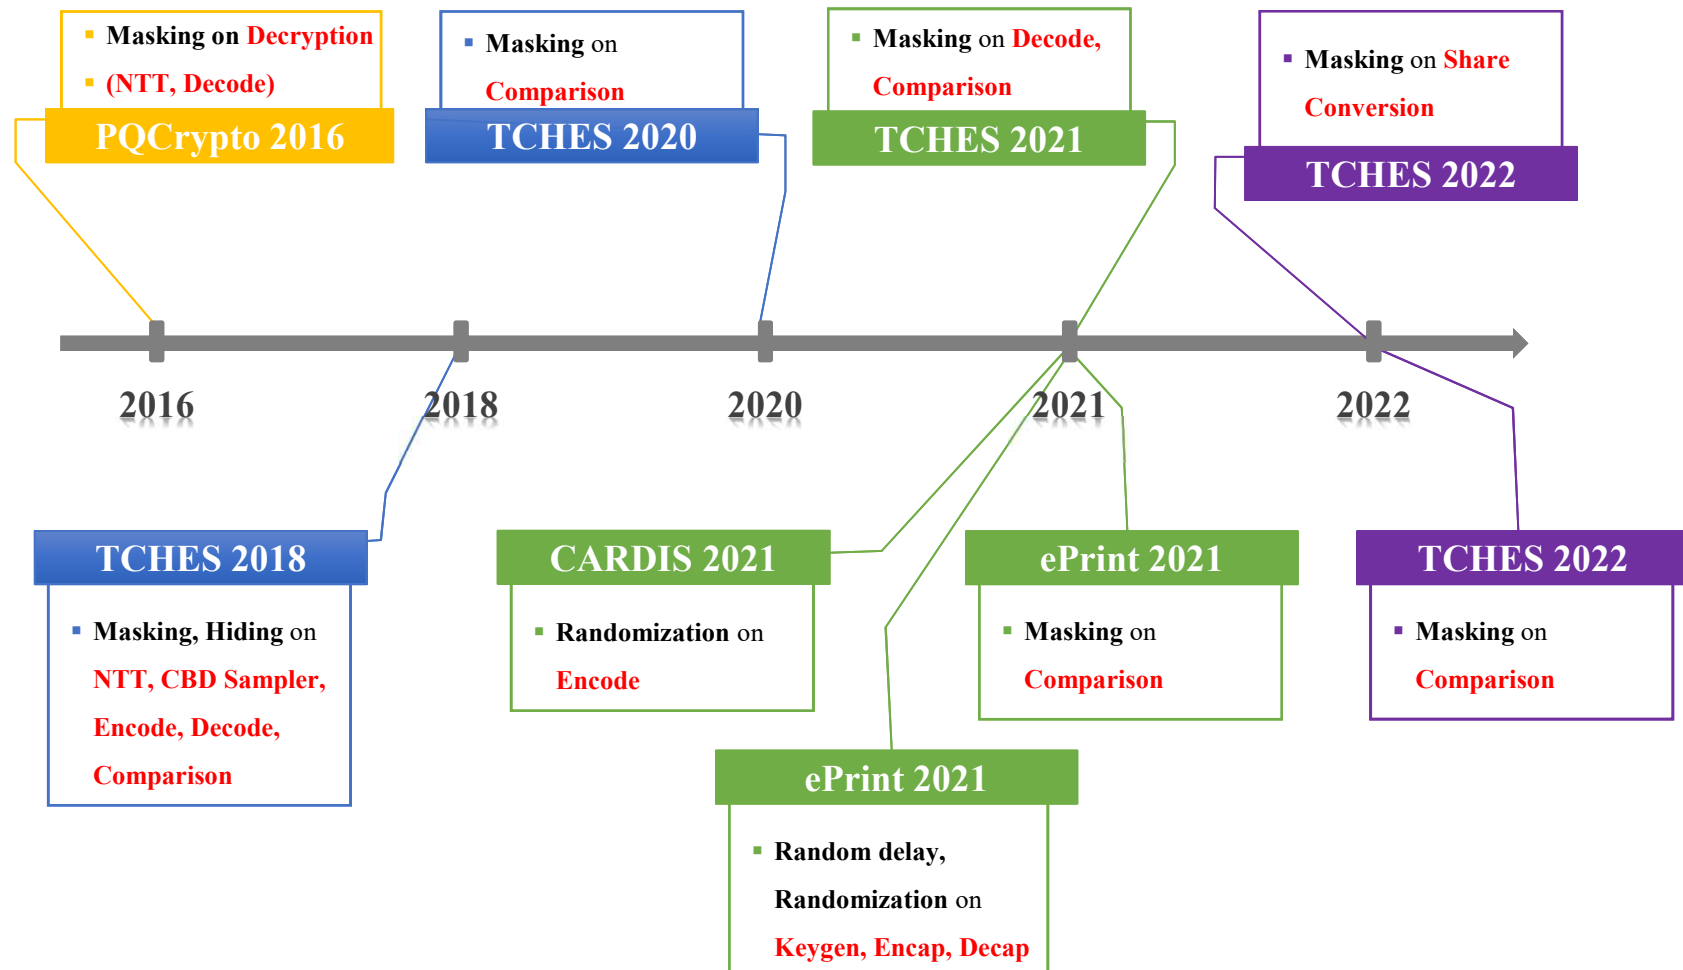 Masking on Decryption
(NTT, Decode)
PQCrypto 2016
Masking on
Comparison
TCHES 2020
Masking on Decode,
Comparison
TCHES 2021
Masking on Share
Conversion
TCHES 2022
2016
2018
2020
2021
2022
TCHES 2018
Masking, Hiding on
NTT, CBD Sampler,
Encode, Decode,
Comparison
CARDIS 2021
Randomization on
Encode
ePrint 2021
Masking on
Comparison
TCHES 2022
Masking on
Comparison
ePrint 2021
Random delay,
Randomization on
Keygen, Encap, Decap